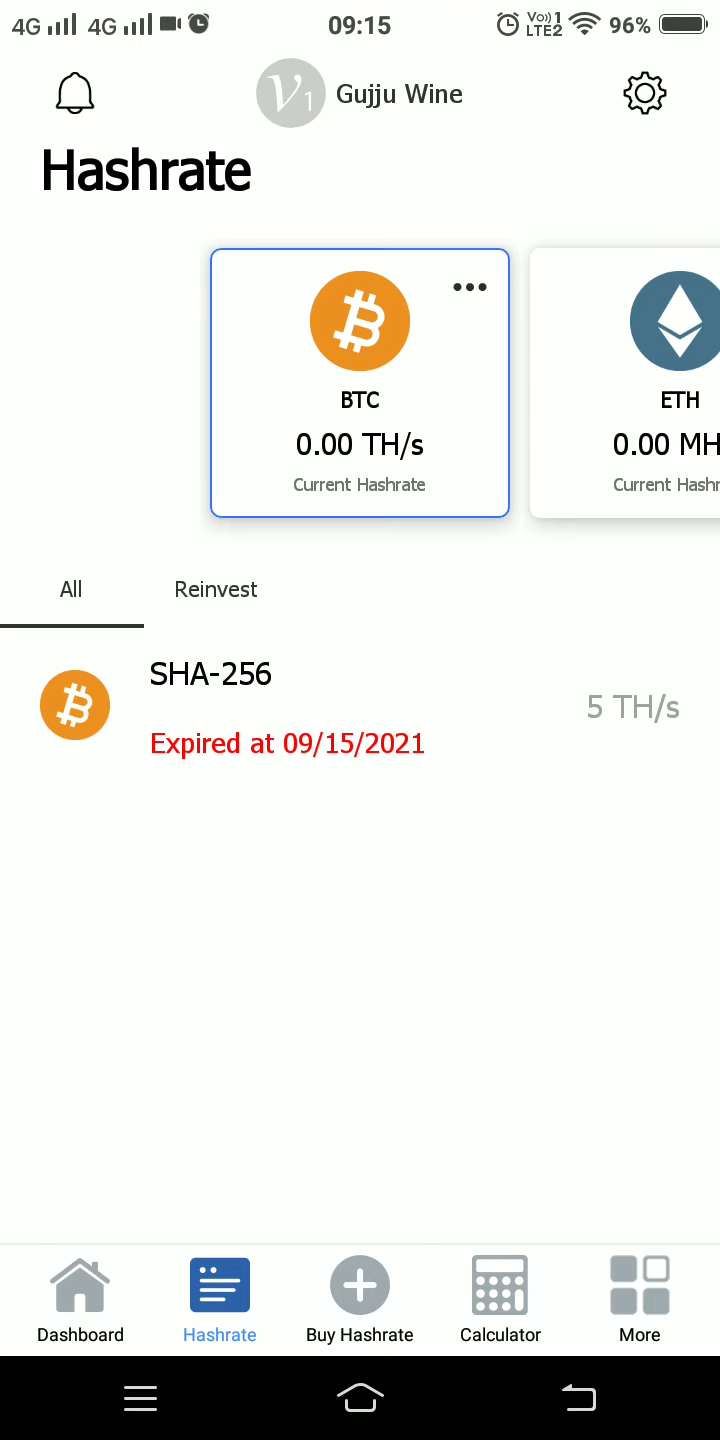 4G 4G 09:15 Vo)) 1 LTE2 96%
V1 Gujju Wine
Hashrate
BTC
0.00 TH/s
Current Hashrate
ETH
0.00 MH
Current Hashr
All Reinvest
SHA-256
5 TH/s
Expired at 09/15/2021
Dashboard Hashrate Buy Hashrate Calculator More